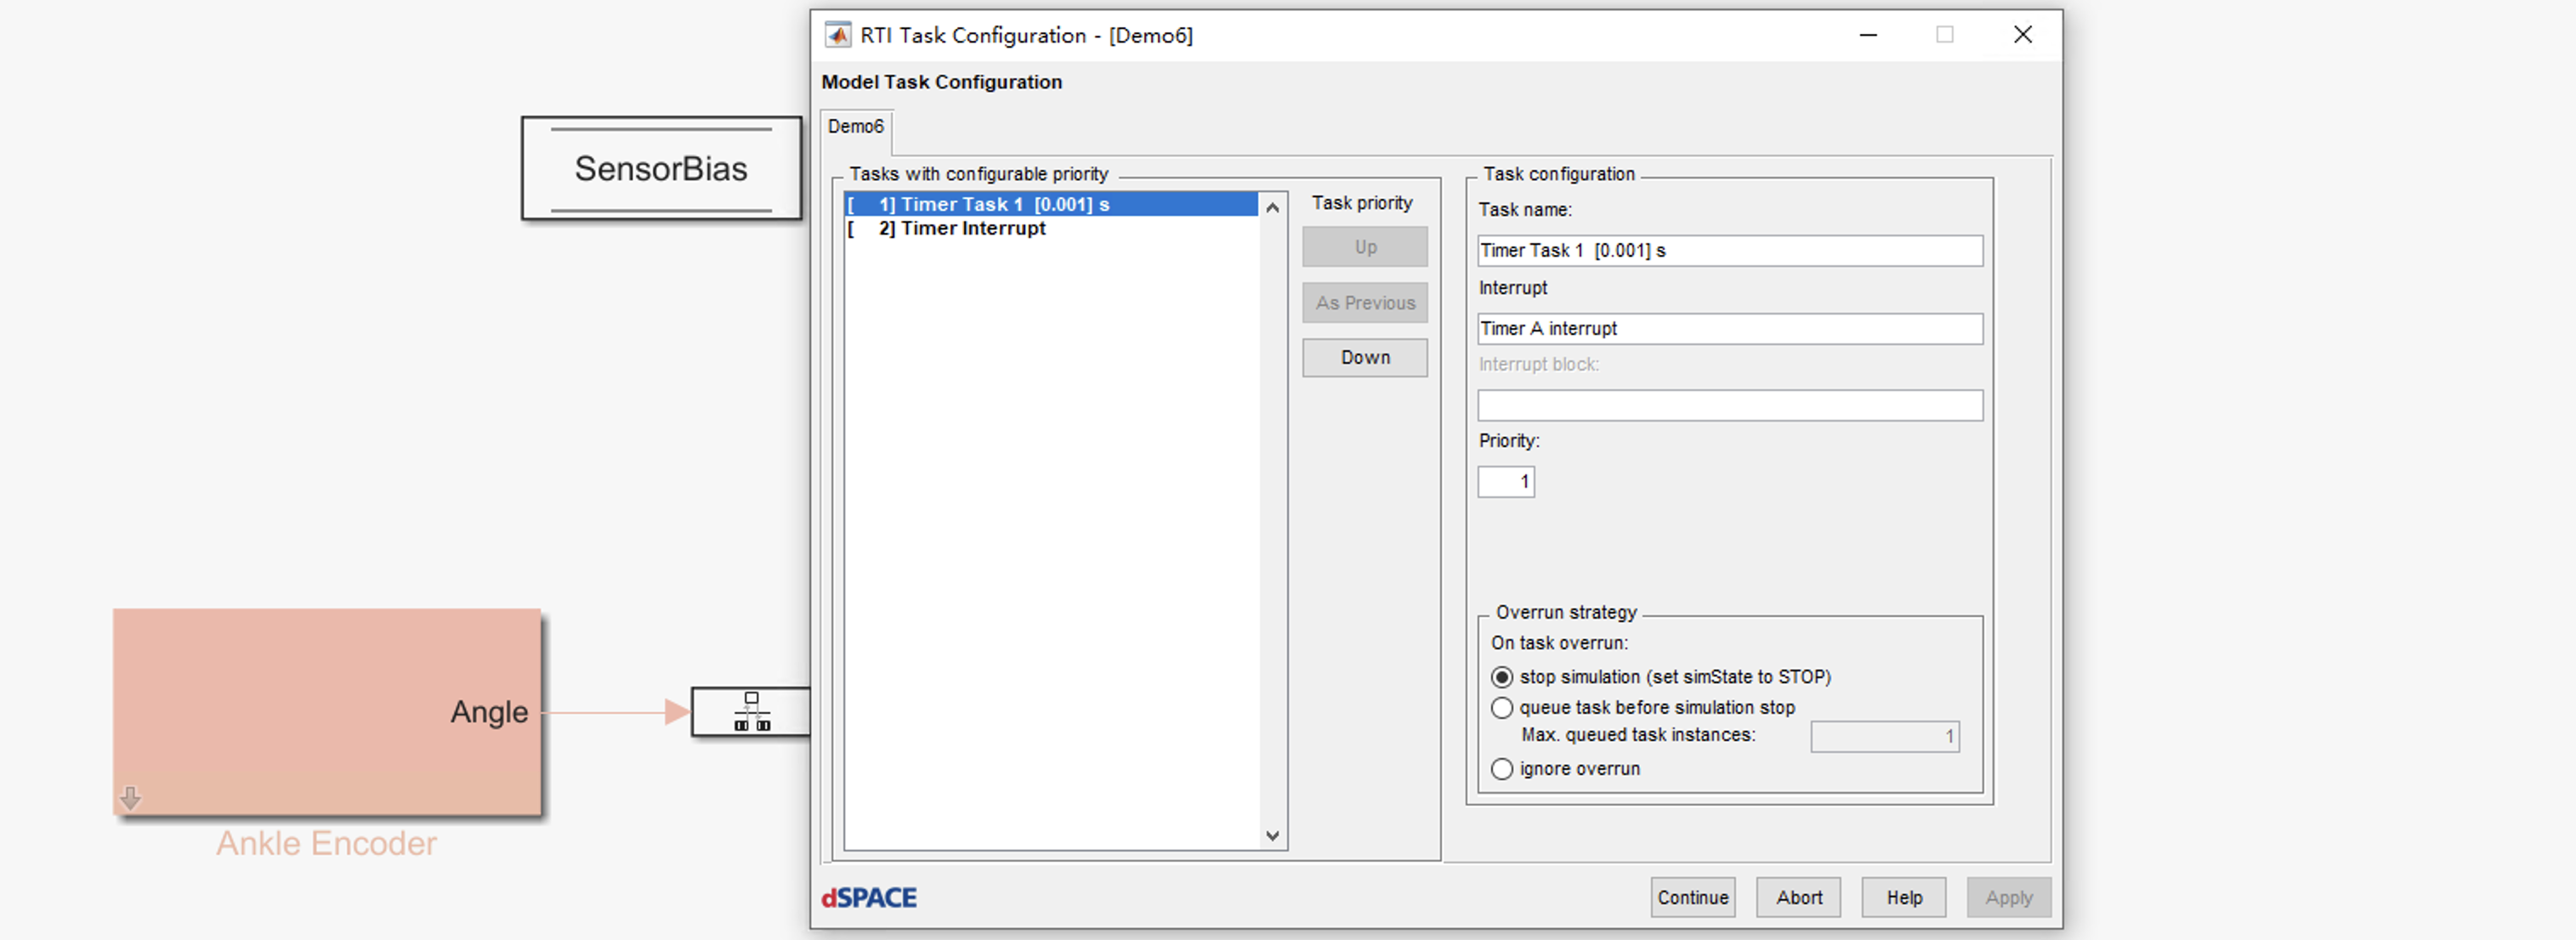 RTI Task Configuration - [Demo6]
Model Task Configuration
Demo6
SensorBias
Tasks with configurable priority
[ 1] Timer Task 1 [0.001] s
[ 2] Timer Interrupt
Task priority
Up
As Previous
Down
Task configuration
Task name:
Timer Task 1 [0.001] s
Interrupt
Timer A interrupt
Interrupt block:
Priority:
1
Overrun strategy
On task overrun:
stop simulation (set simState to STOP)
queue task before simulation stop
Max. queued task instances:
1
ignore overrun
Angle
Ankle Encoder
dSPACE
Continue
Abort
Help
Apply